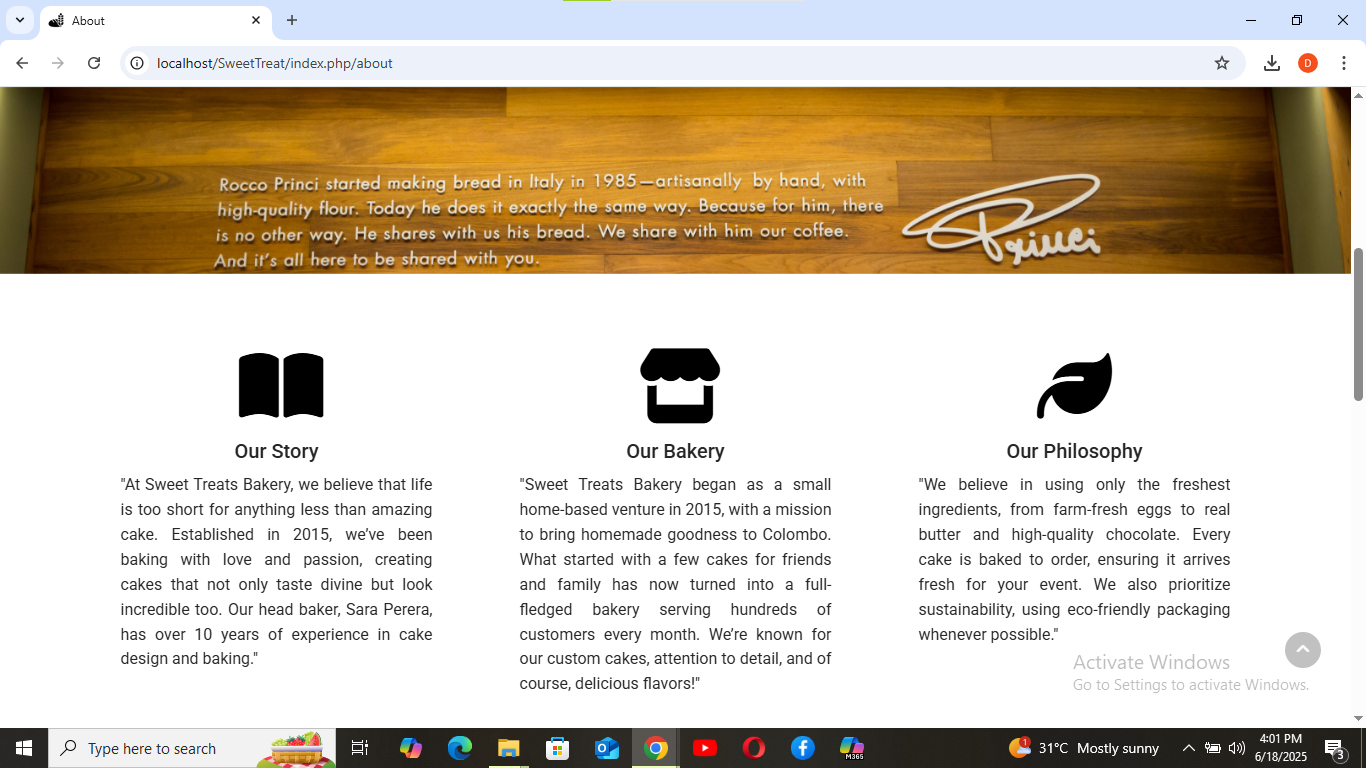 About
localhost/SweetTreat/index.php/about
D
Rocco Princi started making bread in Italy in 1985—artisanally by hand, with
high-quality flour. Today he does it exactly the same way. Because for him, there
is no other way. He shares with us his bread. We share with him our coffee.
And it's all here to be shared with you.
Princi
Our Story
"At Sweet Treats Bakery, we believe that life
is too short for anything less than amazing
cake. Established in 2015, we’ve been
baking with love and passion, creating
cakes that not only taste divine but look
incredible too. Our head baker, Sara Perera,
has over 10 years of experience in cake
design and baking."
Our Bakery
"Sweet Treats Bakery began as a small
home-based venture in 2015, with a mission
to bring homemade goodness to Colombo.
What started with a few cakes for friends
and family has now turned into a full-
fledged bakery serving hundreds of
customers every month. We’re known for
our custom cakes, attention to detail, and of
course, delicious flavors!"
Our Philosophy
"We believe in using only the freshest
ingredients, from farm-fresh eggs to real
butter and high-quality chocolate. Every
cake is baked to order, ensuring it arrives
fresh for your event. We also prioritize
sustainability, using eco-friendly packaging
whenever possible."
Activate Windows
Go to Settings to activate Windows.
Type here to search
M365
1
31°C Mostly sunny
4:01 PM
6/18/2025
3